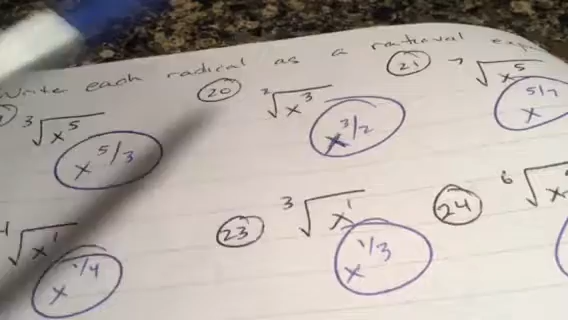 Write each radical as a rational
20 21
³√x⁵ ²√x³ ⁷√x⁵
x^5/3 x^3/2 x^5/7
23 24
⁴√x¹ ³√x¹ ⁶√x
x^1/4 x^1/3